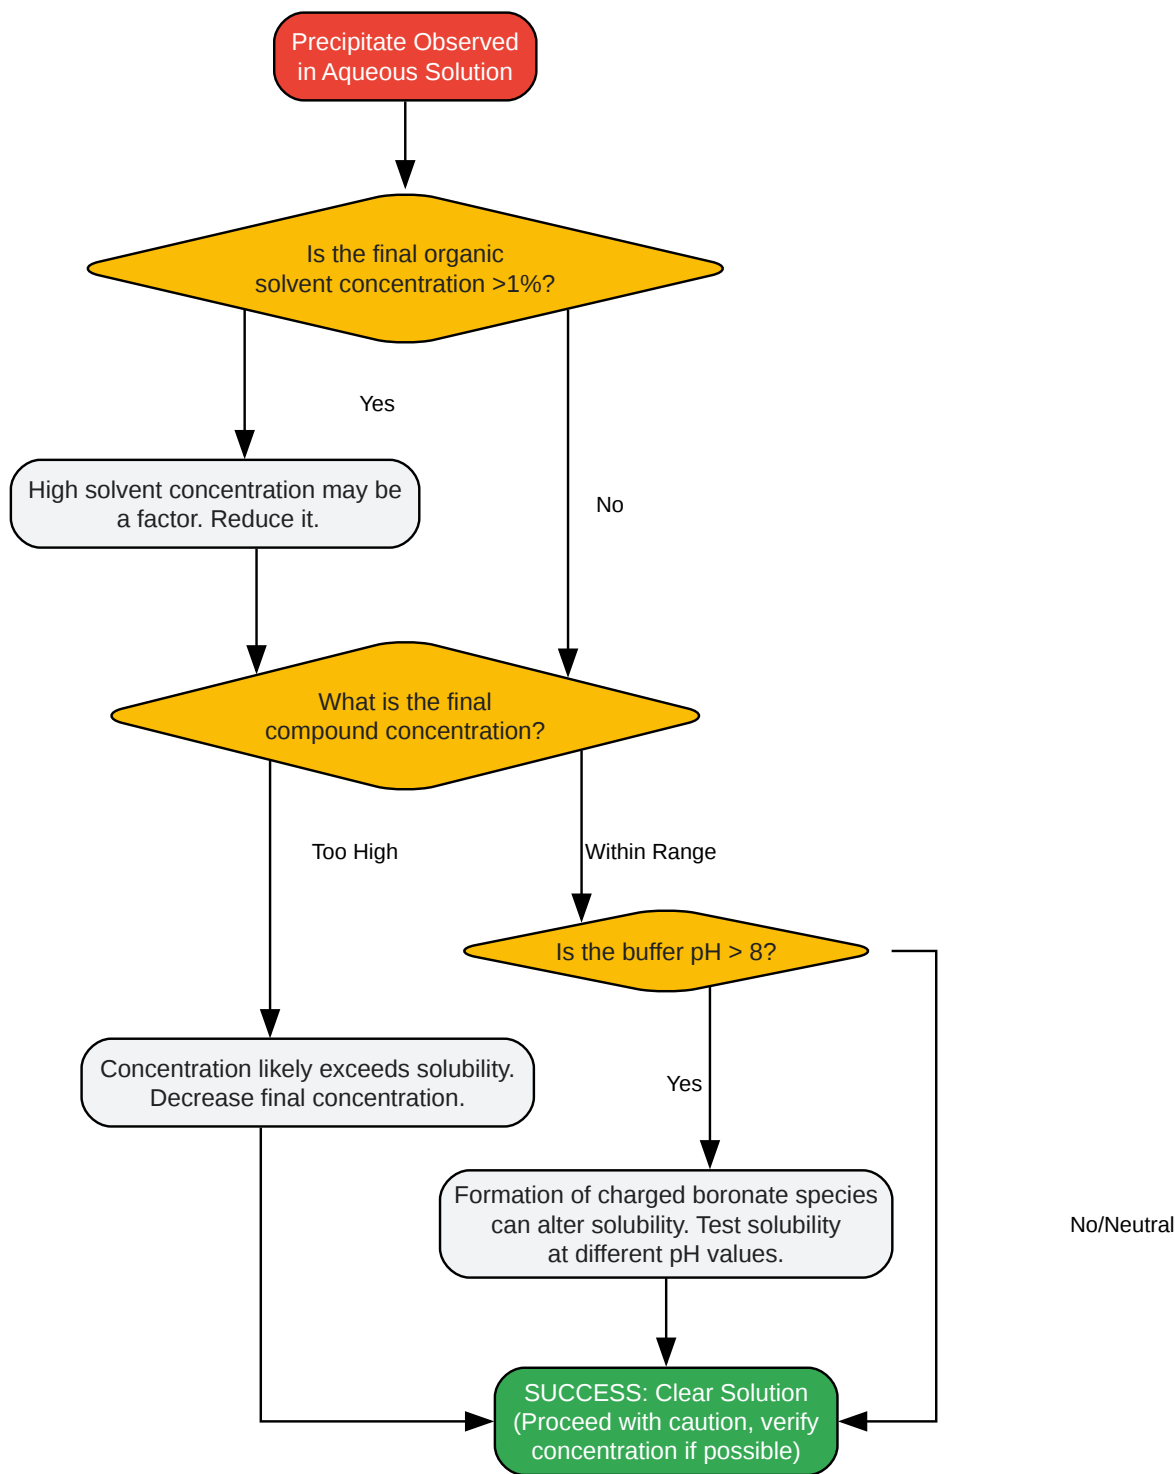 Precipitate Observed
in Aqueous Solution
Is the final organic
solvent concentration >1%?
Yes
High solvent concentration may be
a factor. Reduce it.
No
What is the final
compound concentration?
Too High
Within Range
Is the buffer pH > 8?
Concentration likely exceeds solubility.
Decrease final concentration.
Yes
Formation of charged boronate species
can alter solubility. Test solubility
at different pH values.
No/Neutral
SUCCESS: Clear Solution
(Proceed with caution, verify
concentration if possible)